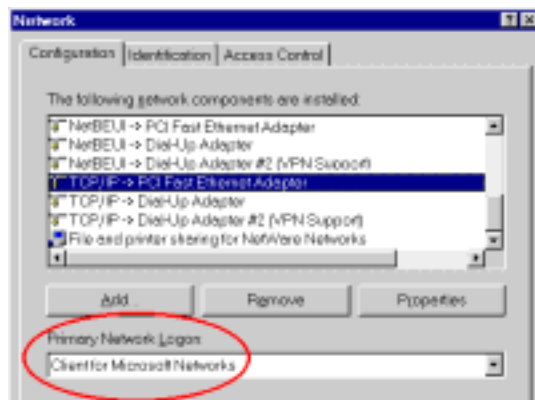 Network
Configuration Identification Access Control
The following network components are installed:
NetBEUI -> PCI Fast Ethernet Adapter
NetBEUI -> Dial-Up Adapter
NetBEUI -> Dial-Up Adapter #2 (VPN Support)
TCP/IP -> PCI Fast Ethernet Adapter
TCP/IP -> Dial-Up Adapter
TCP/IP -> Dial-Up Adapter #2 (VPN Support)
File and printer sharing for NetWare Networks
Add... Remove Properties
Primary Network Logon:
Client for Microsoft Networks